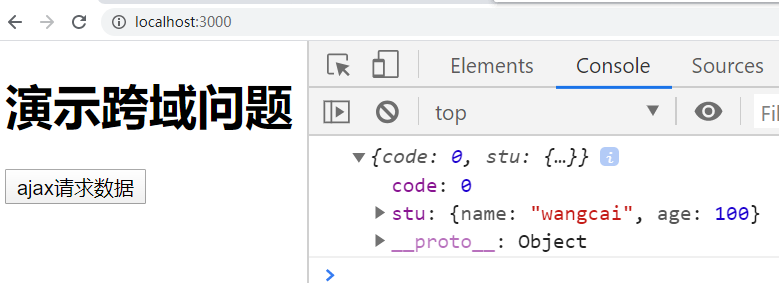 localhost:3000
演示跨域问题
ajax请求数据
Elements Console Sources
top Fil
{code: 0, stu: {…}} i
code: 0
stu: {name: "wangcai", age: 100}
__proto__: Object